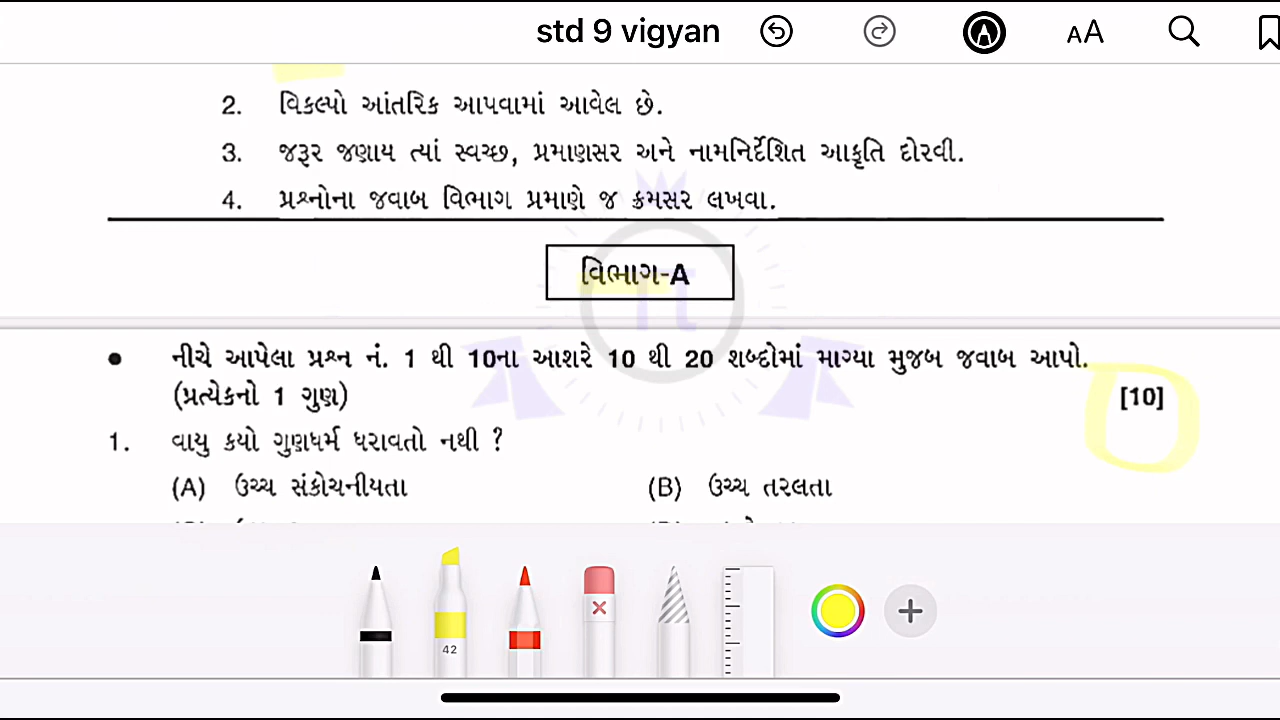 std 9 vigyan
AA
2. વિકલ્પો આંતરિક આપવામાં આવેલ છે.
3. જરૂર જણાય ત્યાં સ્વચ્છ, પ્રમાણસર અને નામનિર્દેશિત આકૃતિ દોરવી.
4. પ્રશ્નોના જવાબ વિભાગ પ્રમાણે જ ક્રમસર લખવા.
વિભાગ-A
• નીચે આપેલા પ્રશ્ન નં. 1 થી 10ના આશરે 10 થી 20 શબ્દોમાં માગ્યા મુજબ જવાબ આપો.
(પ્રત્યેકનો 1 ગુણ) [10]
1. વાયુ કયો ગુણધર્મ ધરાવતો નથી ?
(A) ઉચ્ચ સંકોચનીયતા (B) ઉચ્ચ તરલતા
42